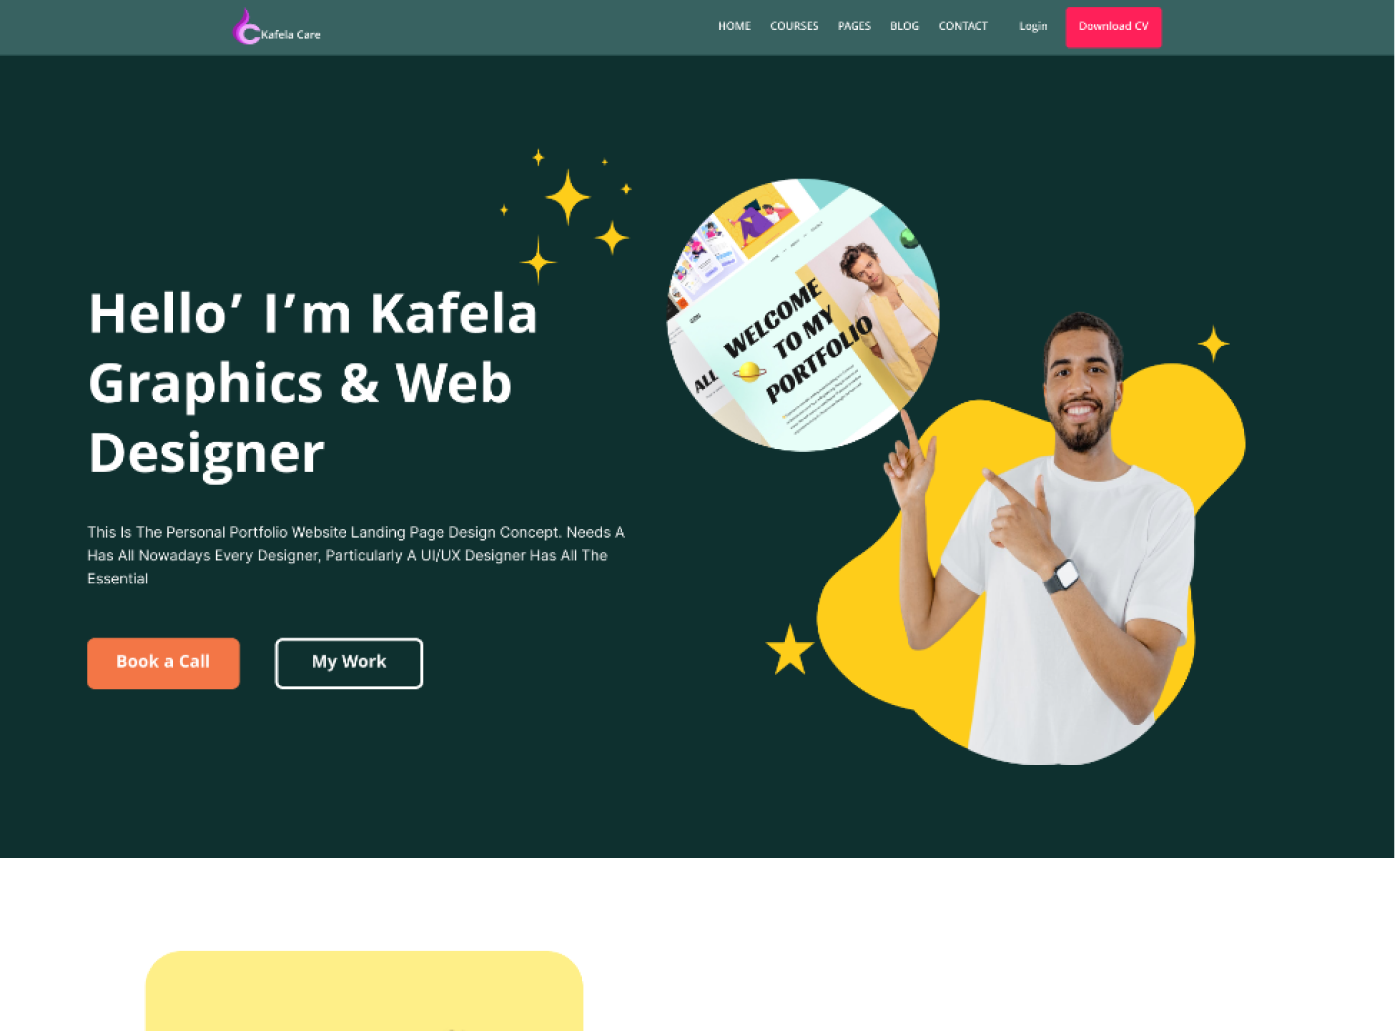 Kafela Care
HOME COURSES PAGES BLOG CONTACT Login Download CV
Hello’ I’m Kafela
Graphics & Web
Designer
This Is The Personal Portfolio Website Landing Page Design Concept. Needs A
Has All Nowadays Every Designer, Particularly A UI/UX Designer Has All The
Essential
Book a Call
My Work
WELCOME
TO MY
PORTFOLIO
ALL